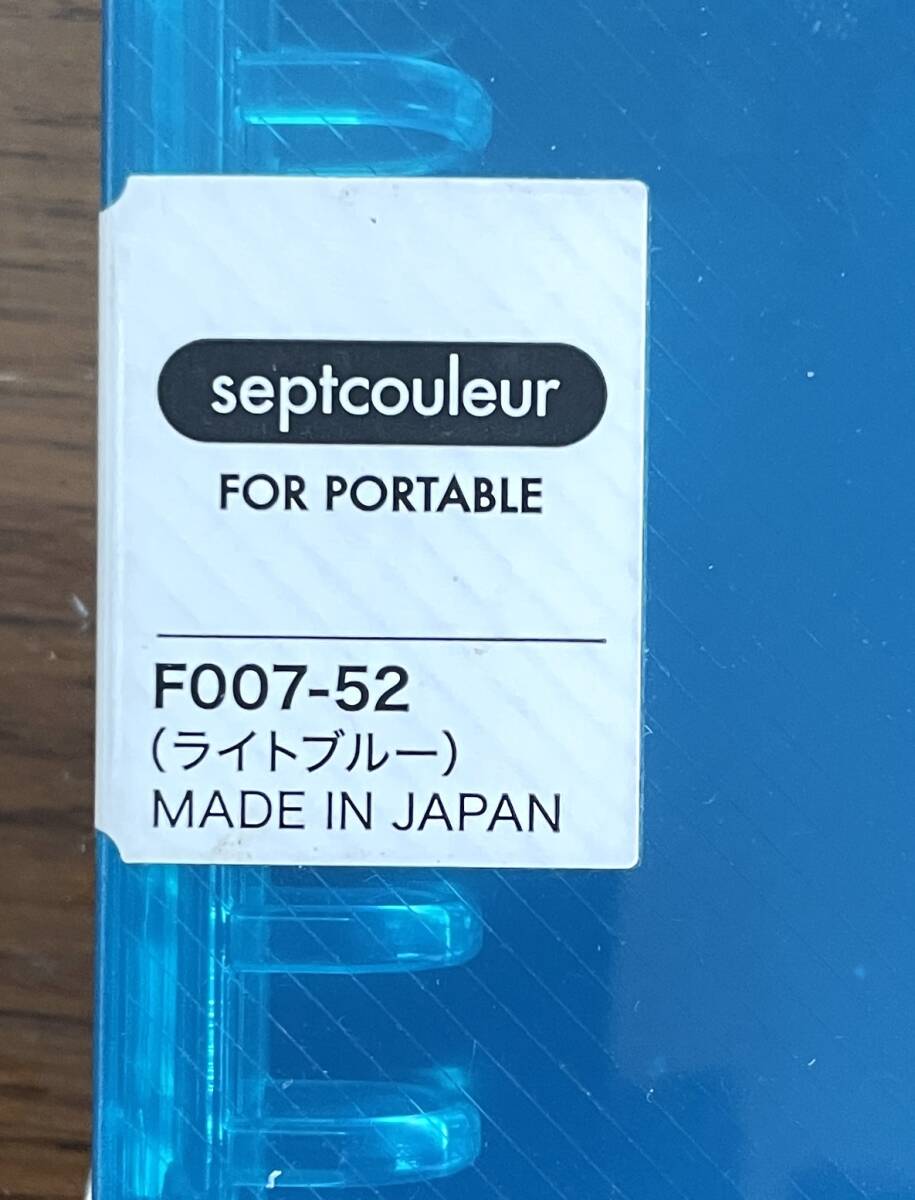 septcouleur
FOR PORTABLE
F007-52
(ライトブルー)
MADE IN JAPAN